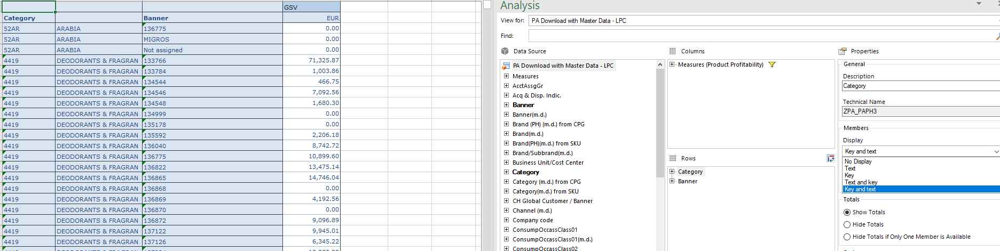 GSV
Category Banner EUR
52AR ARABIA 136775 0.00
52AR ARABIA MIGROS 0.00
52AR ARABIA Not assigned 0.00
4419 DEODORANTS & FRAGRAN 133766 71,325.87
4419 DEODORANTS & FRAGRAN 133784 1,003.86
4419 DEODORANTS & FRAGRAN 134544 466.75
4419 DEODORANTS & FRAGRAN 134546 7,092.56
4419 DEODORANTS & FRAGRAN 134548 1,680.30
4419 DEODORANTS & FRAGRAN 134999 0.00
4419 DEODORANTS & FRAGRAN 135178 0.00
4419 DEODORANTS & FRAGRAN 135592 2,206.18
4419 DEODORANTS & FRAGRAN 136040 8,742.72
4419 DEODORANTS & FRAGRAN 136775 10,899.60
4419 DEODORANTS & FRAGRAN 136822 13,475.14
4419 DEODORANTS & FRAGRAN 136865 14,746.04
4419 DEODORANTS & FRAGRAN 136868 0.00
4419 DEODORANTS & FRAGRAN 136869 4,192.56
4419 DEODORANTS & FRAGRAN 136870 0.00
4419 DEODORANTS & FRAGRAN 136872 9,096.89
4419 DEODORANTS & FRAGRAN 137122 9,945.01
4419 DEODORANTS & FRAGRAN 137126 6,345.22
Analysis
View for: PA Download with Master Data - LPC
Find:
Data Source
PA Download with Master Data - LPC
Measures
AcctAssgGr
Acq & Disp. Indic.
Banner
Banner(m.d.)
Brand (PH) (m.d.) from CPG
Brand(m.d.)
Brand(PH)(m.d.) from SKU
Brand/Subbrand(m.d.)
Business Unit/Cost Center
Category
Category (m.d.) from CPG
Category(m.d.) from SKU
CH Global Customer / Banner
Channel (m.d.)
Company code
ConsumpOccassClass01
ConsumpOccassClass01(m.d.)
ConsumpOccassClass02
Columns
Measures (Product Profitability)
Rows
Category
Banner
Properties
General
Description
Category
Technical Name
ZPA_PAPH3
Members
Display
Key and text
No Display
Text
Key
Text and key
Key and text
Totals
Show Totals
Hide Totals
Hide Totals if Only One Member is Available